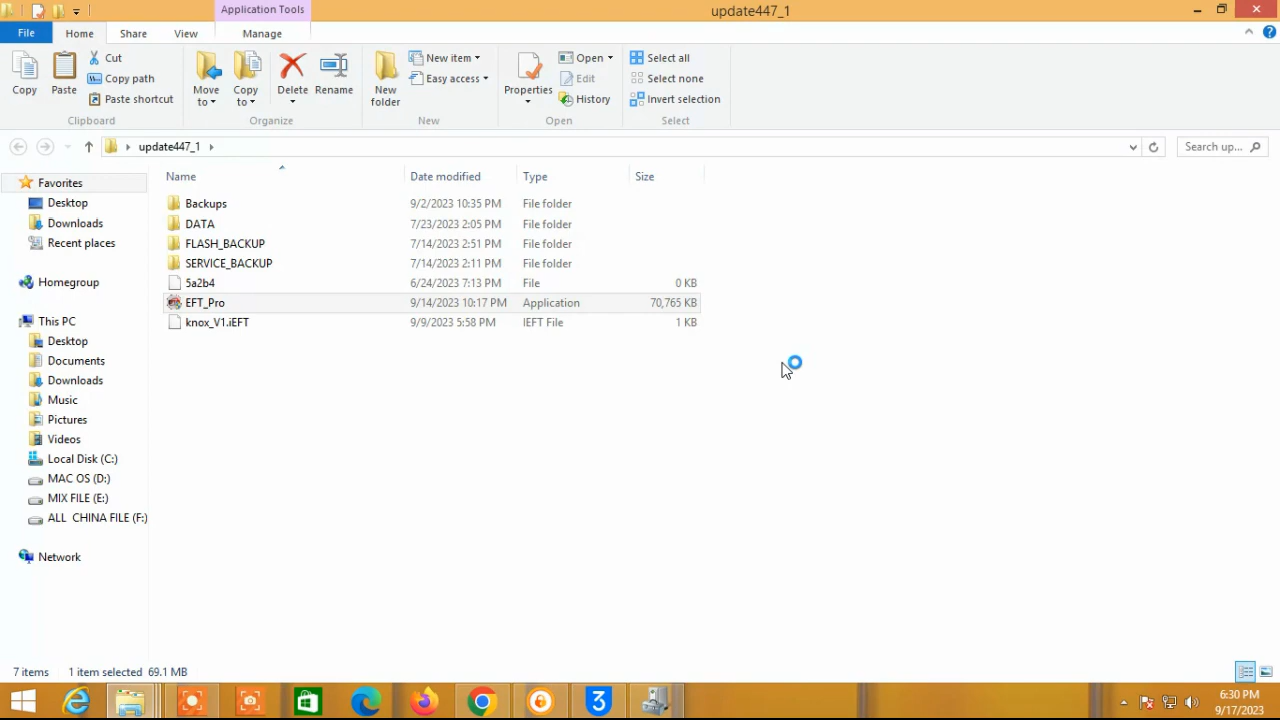 Application Tools
update447_1
File
Home
Share
View
Manage
Copy
Paste
Cut
Copy path
Paste shortcut
Move to
Copy to
Delete
Rename
New folder
New item
Easy access
Properties
Open
Edit
History
Select all
Select none
Invert selection
Clipboard
Organize
New
Open
Select
update447_1
Search up...
Name Date modified Type Size
Favorites
Desktop
Downloads
Recent places
Homegroup
This PC
Desktop
Documents
Downloads
Music
Pictures
Videos
Local Disk (C:)
MAC OS (D:)
MIX FILE (E:)
ALL CHINA FILE (F:)
Network
Backups 9/2/2023 10:35 PM File folder
DATA 7/23/2023 2:05 PM File folder
FLASH_BACKUP 7/14/2023 2:51 PM File folder
SERVICE_BACKUP 7/14/2023 2:11 PM File folder
5a2b4 6/24/2023 7:13 PM File 0 KB
EFT_Pro 9/14/2023 10:17 PM Application 70,765 KB
knox_V1.iEFT 9/9/2023 5:58 PM IEFT File 1 KB
7 items 1 item selected 69.1 MB
3
6:30 PM
9/17/2023